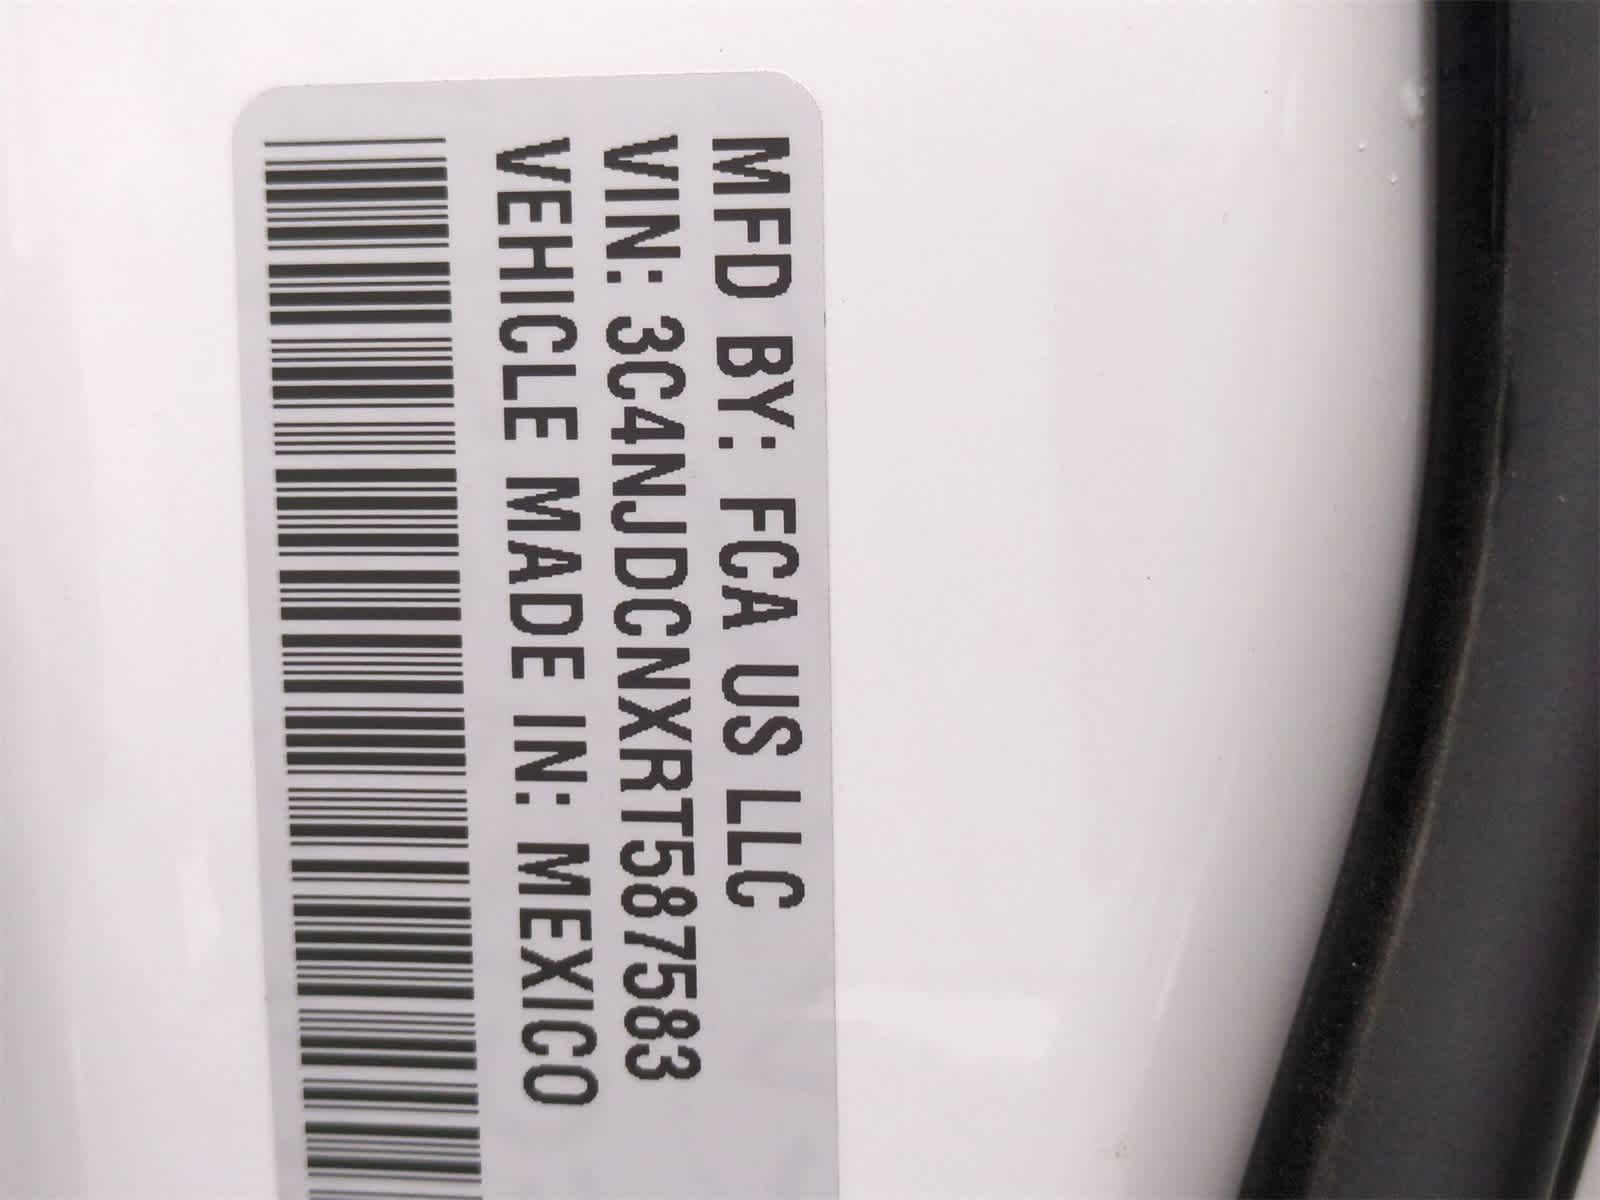 MFD BY: FCA US LLC
VIN: 3C4NJDCNXRT587583
VEHICLE MADE IN: MEXICO